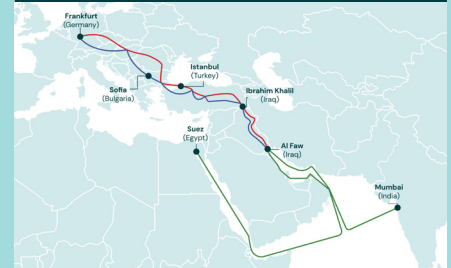 Frankfurt
(Germany)
Istanbul
(Turkey)
Sofia
(Bulgaria)
Ibrahim Khalil
(Iraq)
Suez
(Egypt)
Al Faw
(Iraq)
Mumbai
(India)